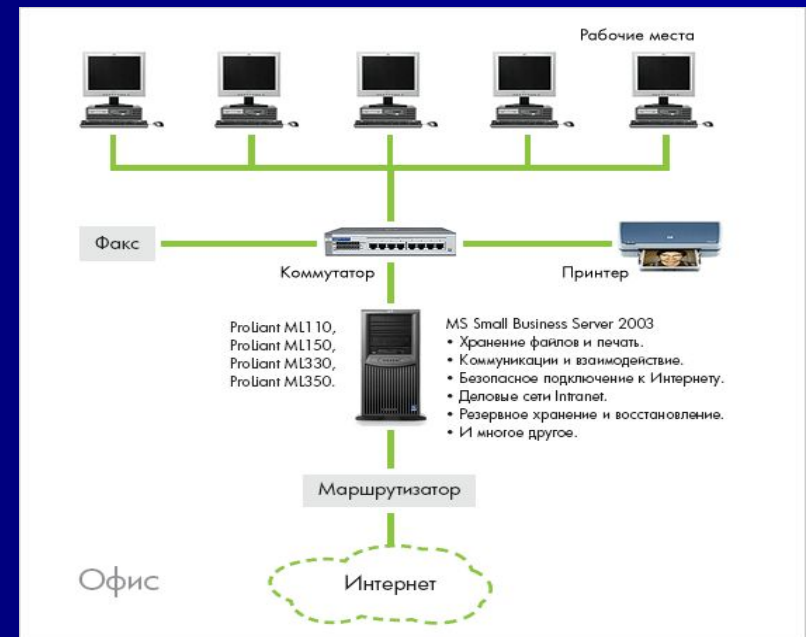 Рабочие места
Факс
Коммутатор
Принтер
ProLiant ML110,
ProLiant ML150,
ProLiant ML330,
ProLiant ML350.
MS Small Business Server 2003
• Хранение файлов и печать.
• Коммуникации и взаимодействие.
• Безопасное подключение к Интернету.
• Деловые сети Intranet.
• Резервное хранение и восстановление.
• И многое другое.
Маршрутизатор
Офис
Интернет